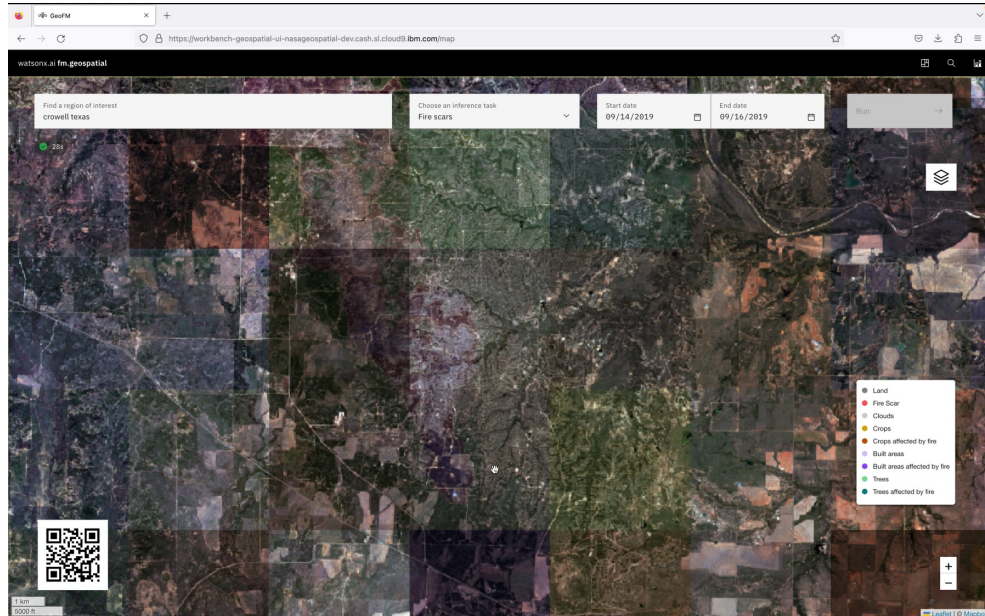 GeoFM
https://workbench-geospatial-ui-nasageospatial-dev.cash.sl.cloud9.ibm.com/map
watsonx.ai fm.geospatial
Find a region of interest
crowell texas
Choose an inference task
Fire scars
Start date
09/14/2019
End date
09/16/2019
Run
28s
Land
Fire Scar
Clouds
Crops
Crops affected by fire
Built areas
Built areas affected by fire
Trees
Trees affected by fire
+
−
1 km
5000 ft
Leaflet | © Mapbox